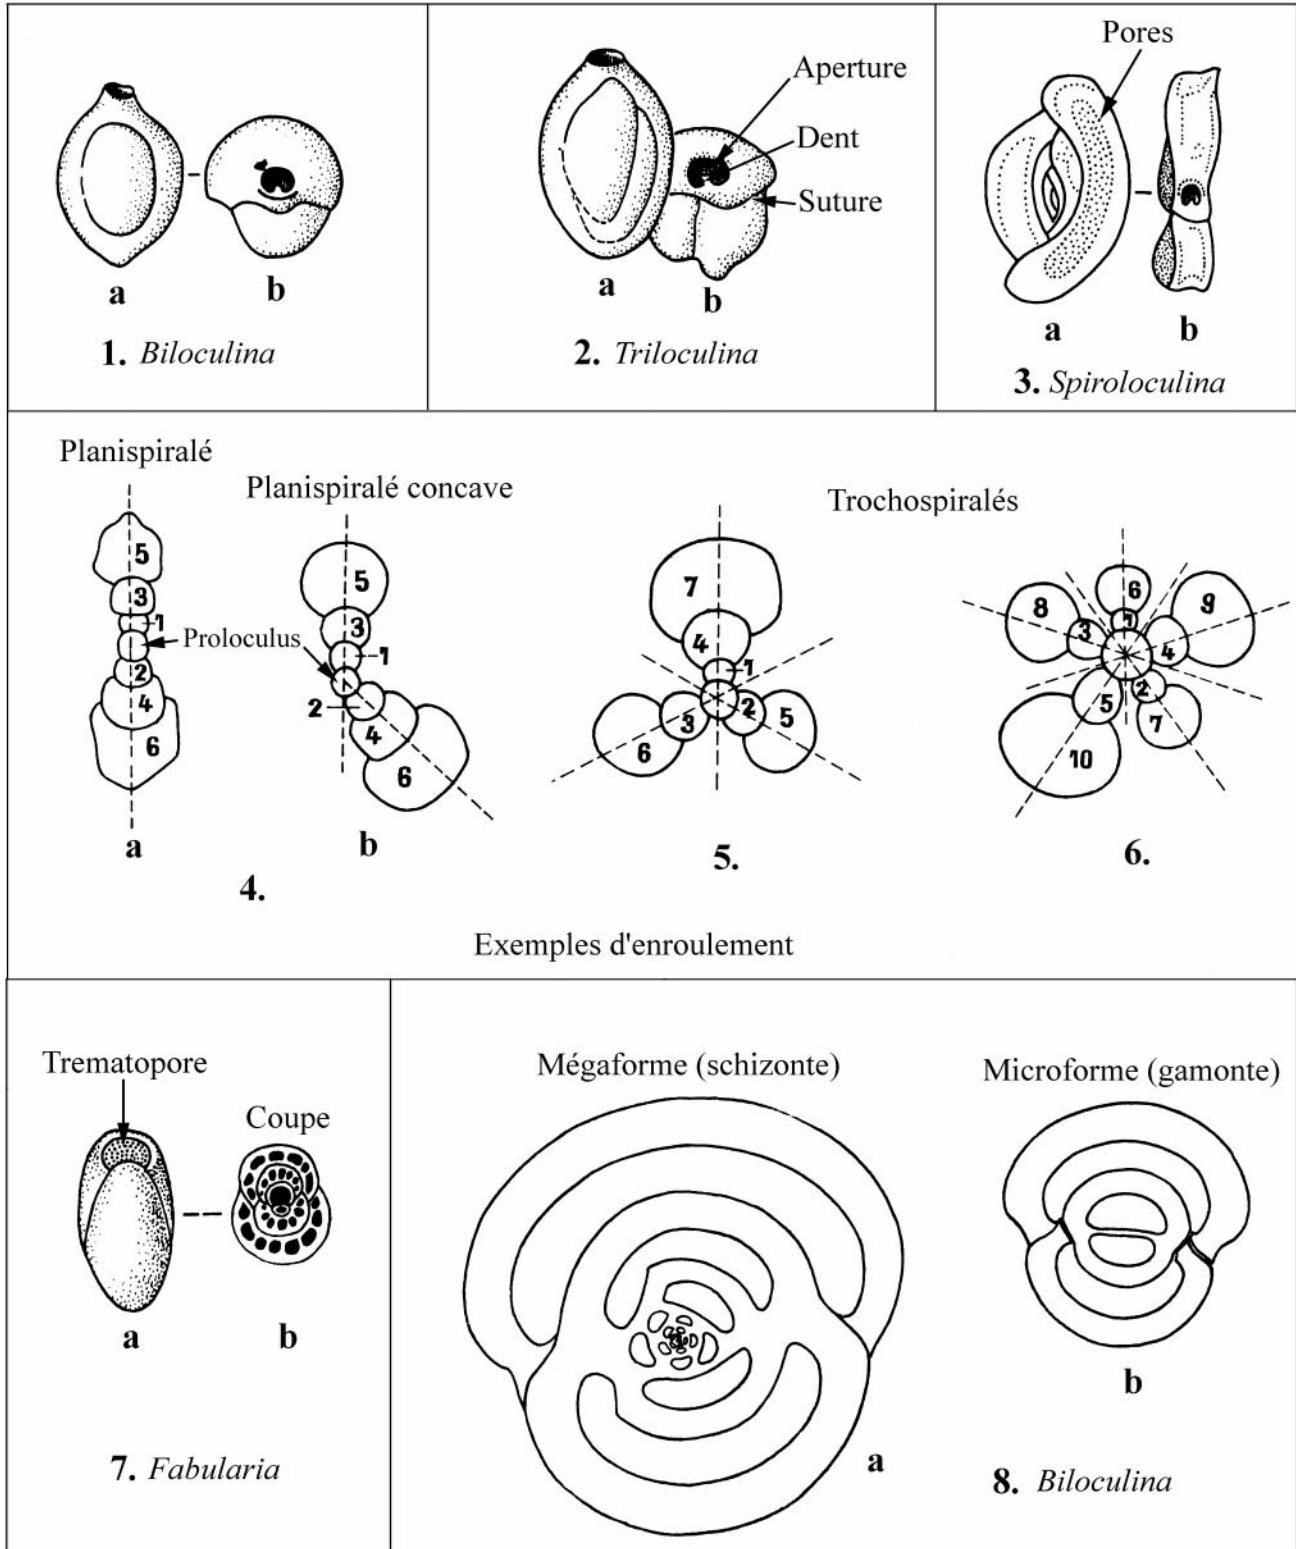 Aperture
Dent
Suture
a
b
1. Biloculina
a
b
2. Triloculina
Pores
a
b
3. Spiroloculina
Planispiralé
5
3
1
2
4
6
a
Planispiralé concave
Proloculus
5
3
1
2
4
6
b
4.
Trochospiralés
7
4
1
3
2
6
5
5.
6
8
9
1
3
4
2
5
7
10
6.
Exemples d'enroulement
Trematopore
Coupe
a
b
7. Fabularia
Mégaforme (schizonte)
Microforme (gamonte)
a
b
8. Biloculina